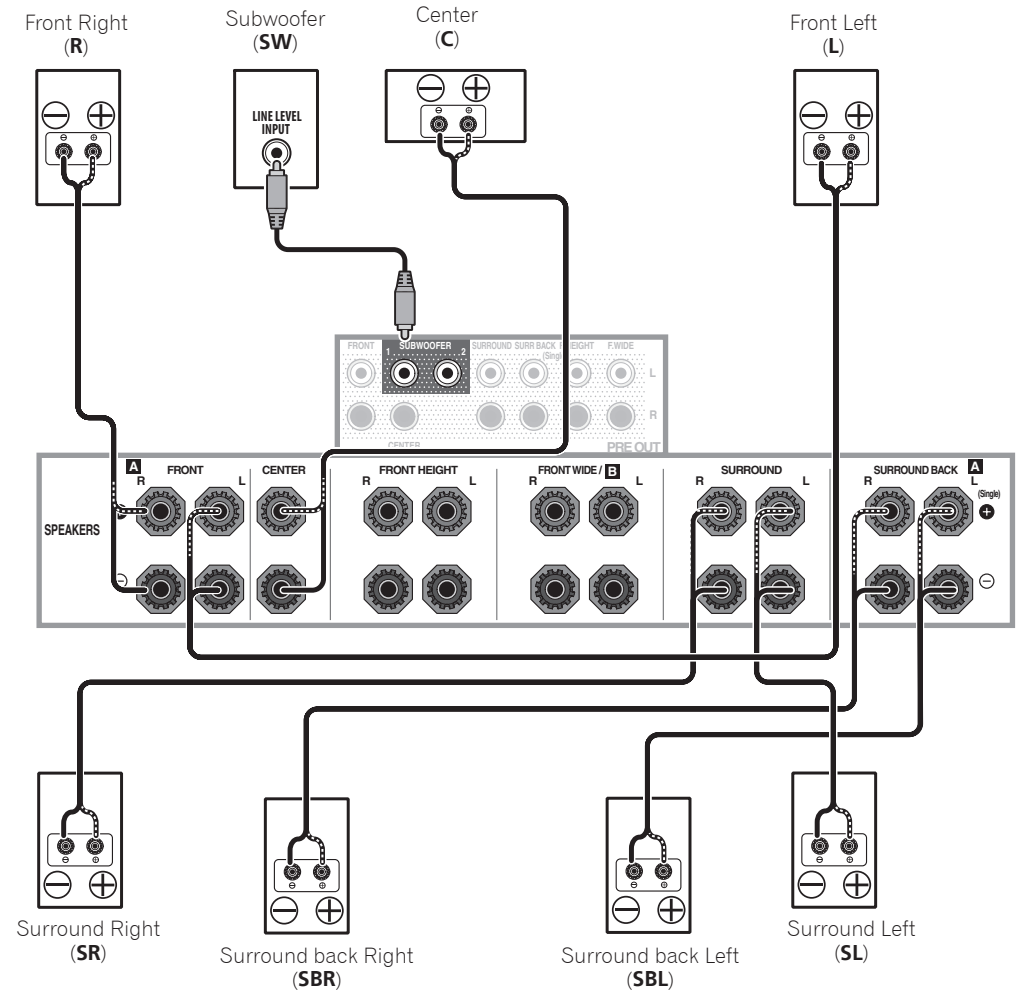 Front Right
(R)
Subwoofer
(SW)
Center
(C)
Front Left
(L)
LINE LEVEL
INPUT
FRONT
SUBWOOFER
1
2
SURROUND
SURR BACK
(Singl
EIGHT
F.WIDE
L
R
CENTER
PRE OUT
SPEAKERS
A
FRONT
R
L
CENTER
FRONT HEIGHT
R
L
FRONT WIDE / B
R
L
SURROUND
R
L
SURROUND BACK
A
R
L
(Single)
Surround Right
(SR)
Surround back Right
(SBR)
Surround back Left
(SBL)
Surround Left
(SL)